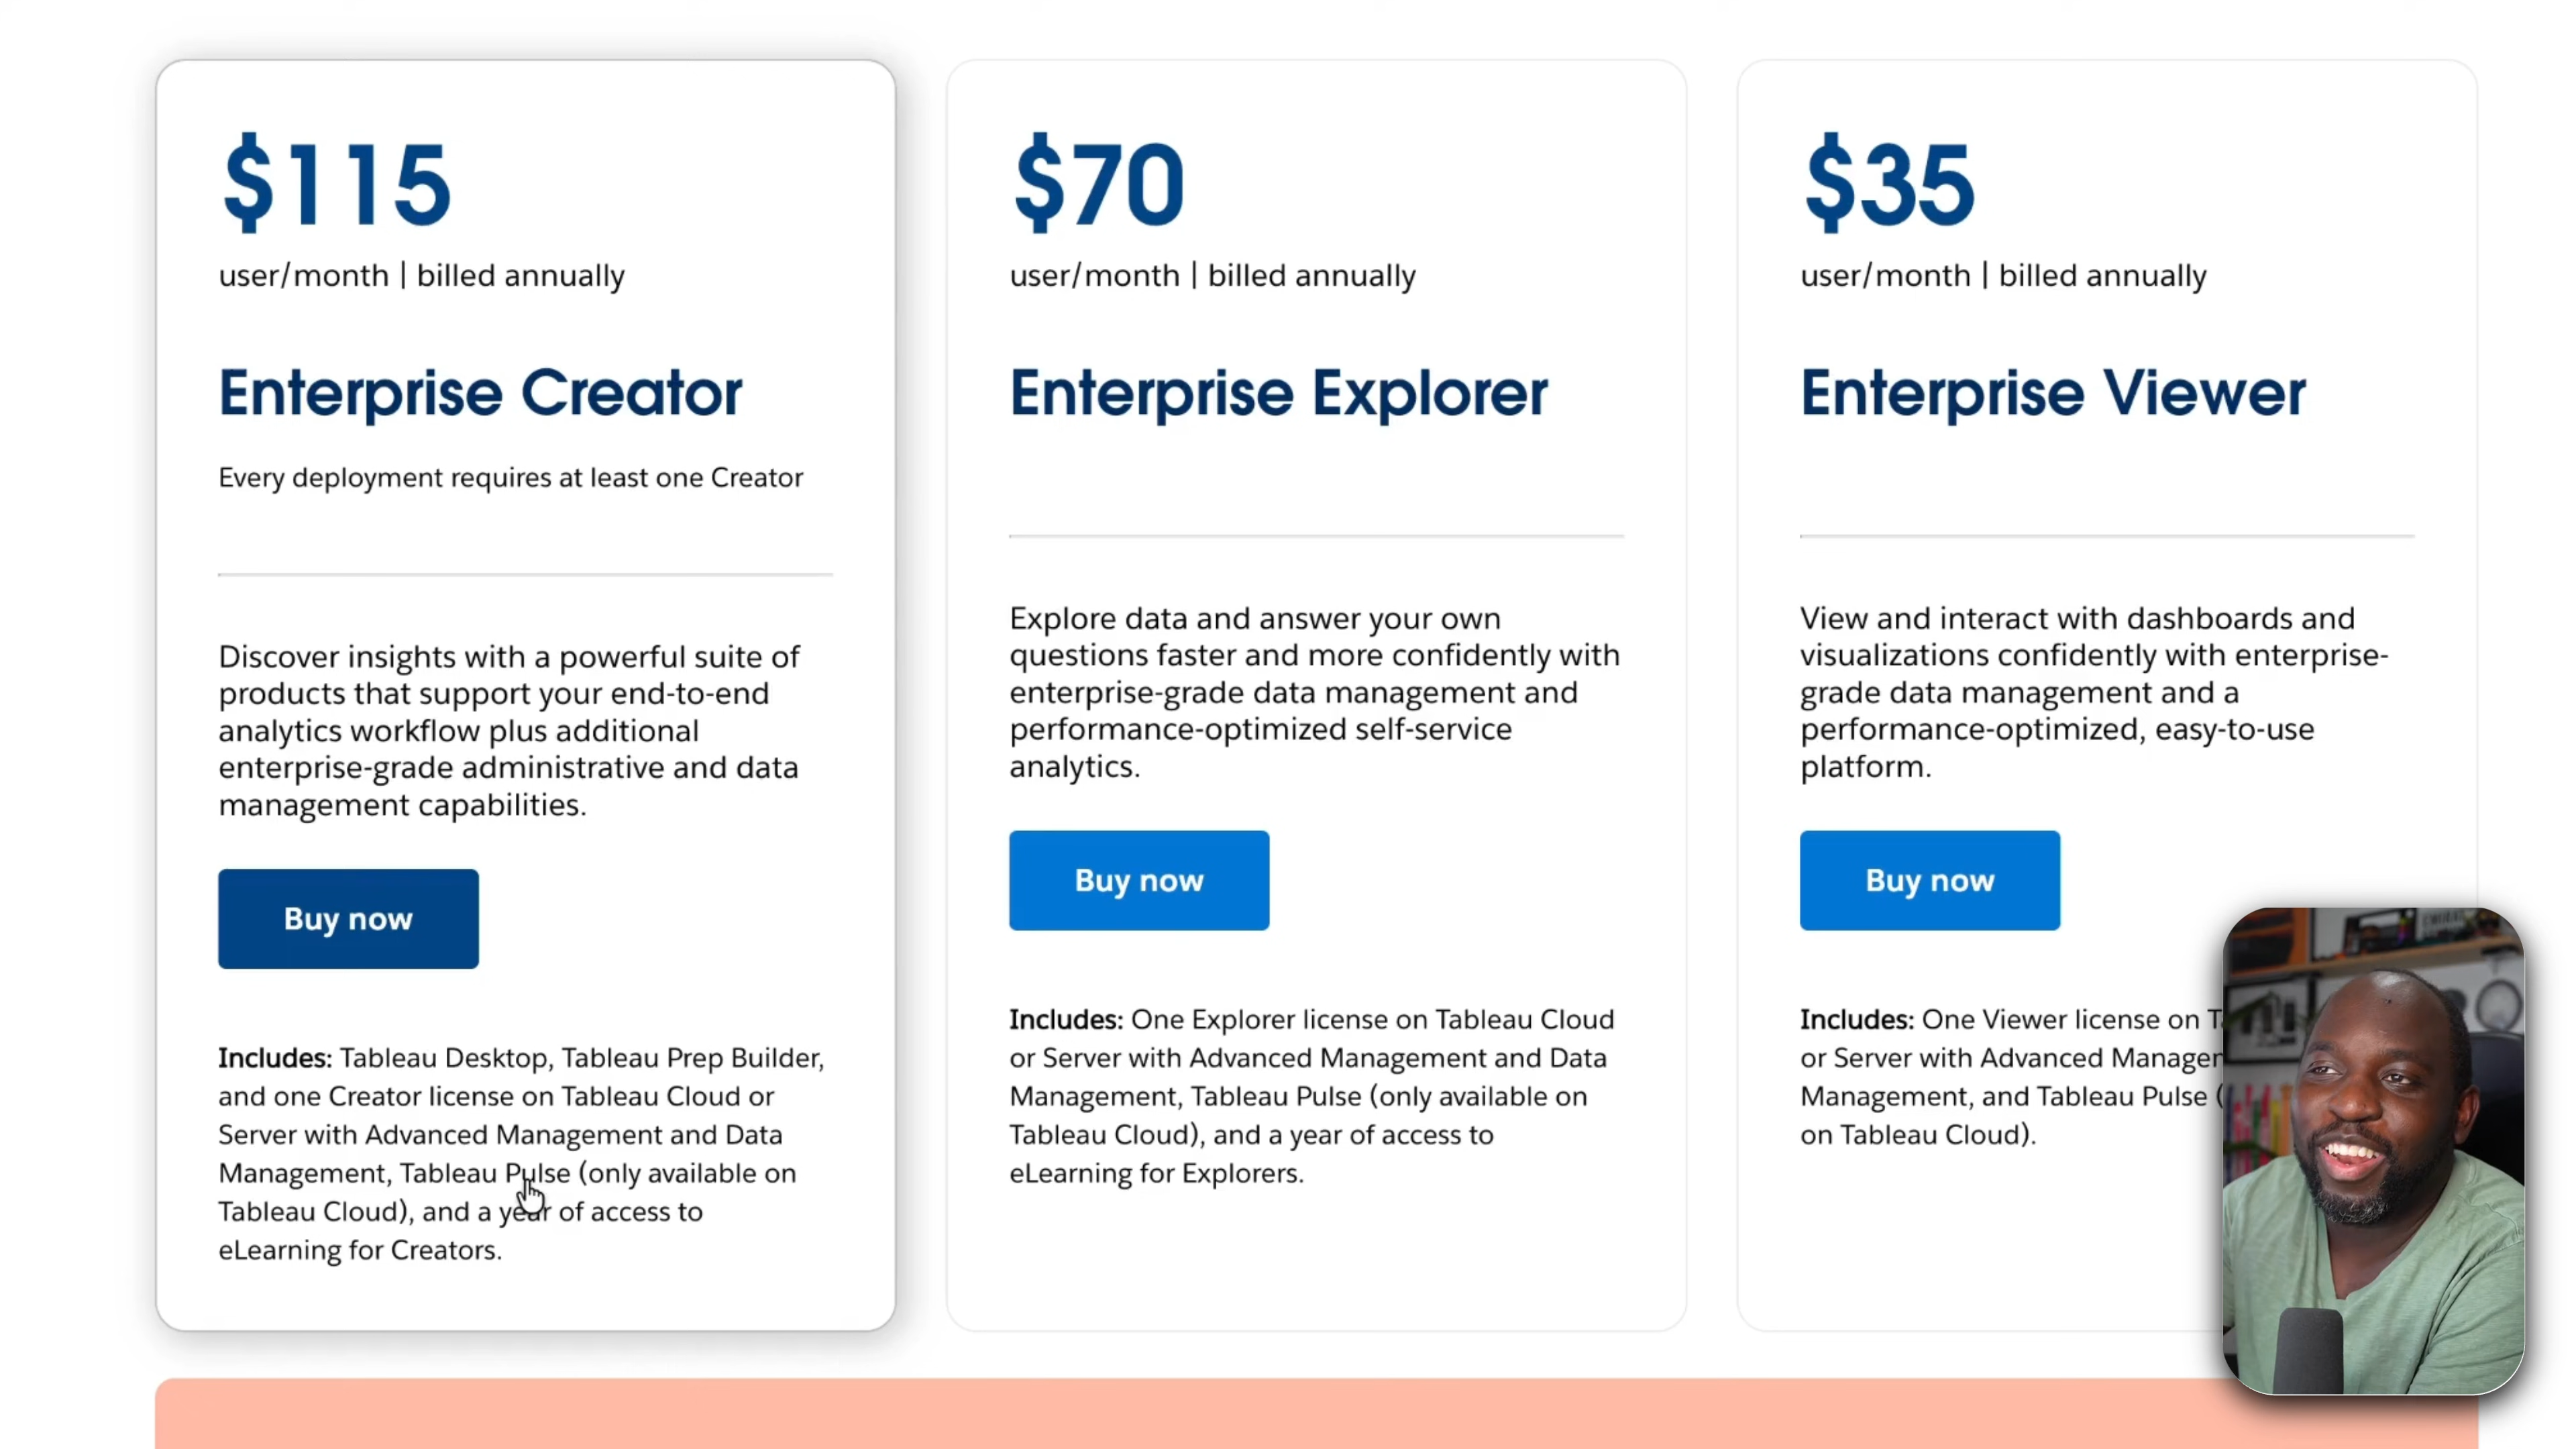 $115
user/month | billed annually
Enterprise Creator
Every deployment requires at least one Creator
Discover insights with a powerful suite of
products that support your end-to-end
analytics workflow plus additional
enterprise-grade administrative and data
management capabilities.
Buy now
Includes: Tableau Desktop, Tableau Prep Builder,
and one Creator license on Tableau Cloud or
Server with Advanced Management and Data
Management, Tableau Pulse (only available on
Tableau Cloud), and a year of access to
eLearning for Creators.
$70
user/month | billed annually
Enterprise Explorer
Explore data and answer your own
questions faster and more confidently with
enterprise-grade data management and
performance-optimized self-service
analytics.
Buy now
Includes: One Explorer license on Tableau Cloud
or Server with Advanced Management and Data
Management, Tableau Pulse (only available on
Tableau Cloud), and a year of access to
eLearning for Explorers.
$35
user/month | billed annually
Enterprise Viewer
View and interact with dashboards and
visualizations confidently with enterprise-
grade data management and a
performance-optimized, easy-to-use
platform.
Buy now
Includes: One Viewer license on
or Server with Advanced
Management, and Tableau Pulse (
on Tableau Cloud).